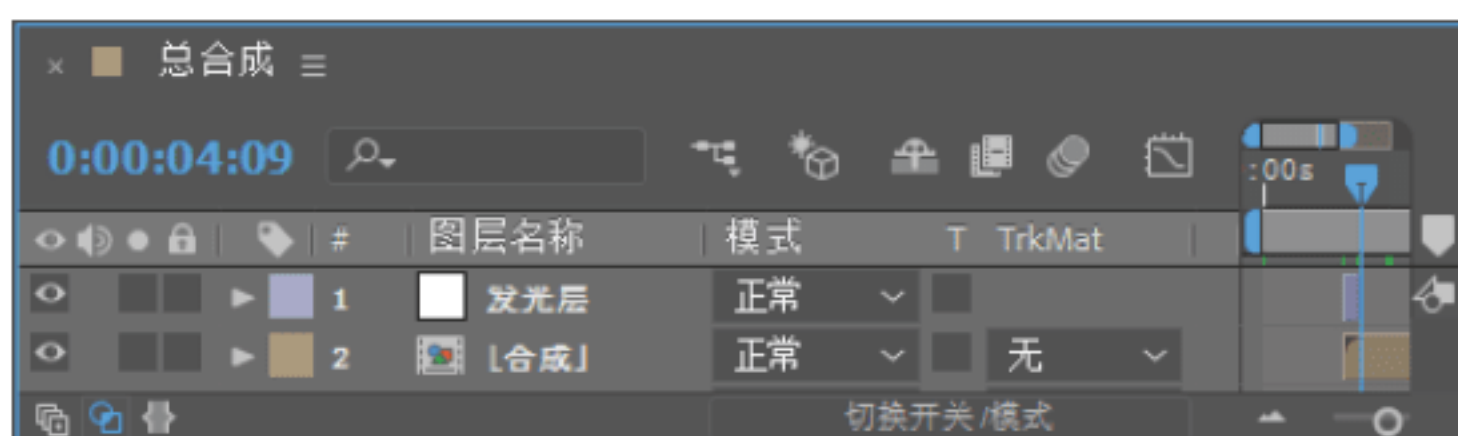 × 总合成 ≡
0:00:04:09
:00s
# 图层名称 模式 T TrkMat
1 发光层 正常
2 [合成] 正常 无
切换开关/模式